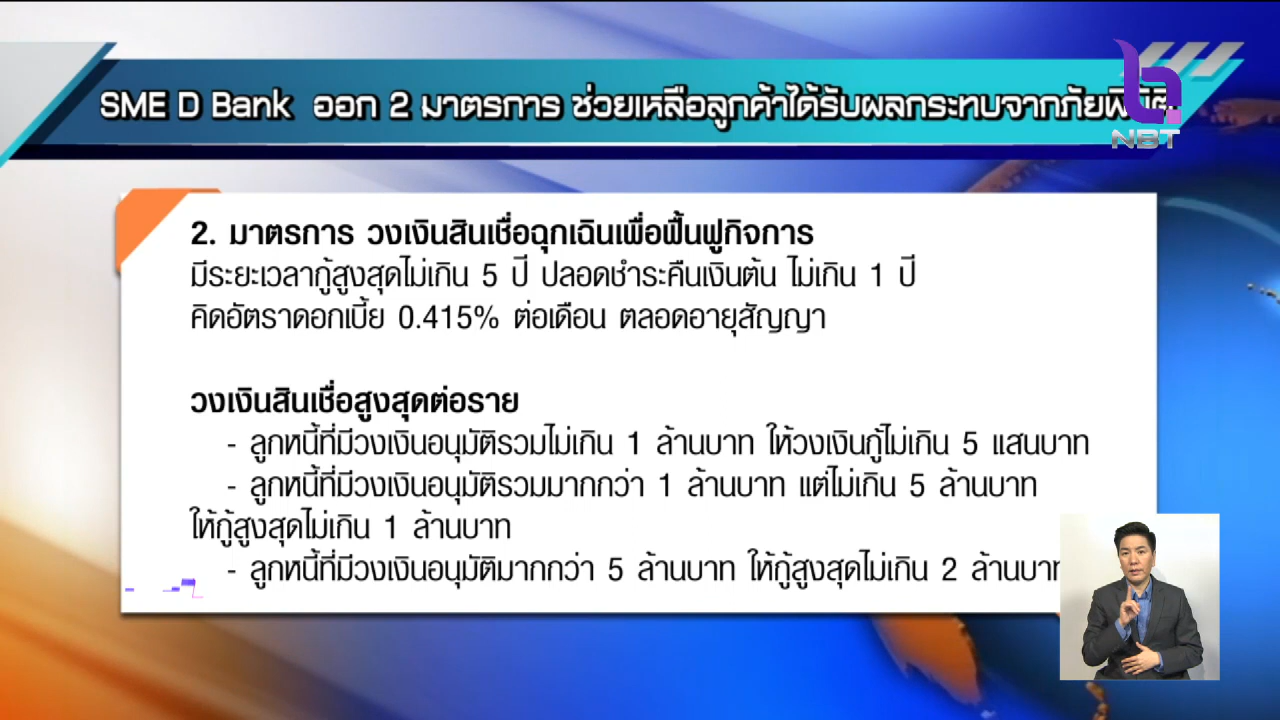 SME D Bank ออก 2 มาตรการ ช่วยเหลือลูกค้าได้รับผลกระทบจากภัยพิบัติ
NBT
2. มาตรการ วงเงินสินเชื่อฉุกเฉินเพื่อฟื้นฟูกิจการ
มีระยะเวลากู้สูงสุดไม่เกิน 5 ปี ปลอดชำระคืนเงินต้น ไม่เกิน 1 ปี
คิดอัตราดอกเบี้ย 0.415% ต่อเดือน ตลอดอายุสัญญา
วงเงินสินเชื่อสูงสุดต่อราย
- ลูกหนี้ที่มีวงเงินอนุมัติรวมไม่เกิน 1 ล้านบาท ให้วงเงินกู้ไม่เกิน 5 แสนบาท
- ลูกหนี้ที่มีวงเงินอนุมัติรวมมากกว่า 1 ล้านบาท แต่ไม่เกิน 5 ล้านบาท
ให้กู้สูงสุดไม่เกิน 1 ล้านบาท
- ลูกหนี้ที่มีวงเงินอนุมัติมากกว่า 5 ล้านบาท ให้กู้สูงสุดไม่เกิน 2 ล้านบาท